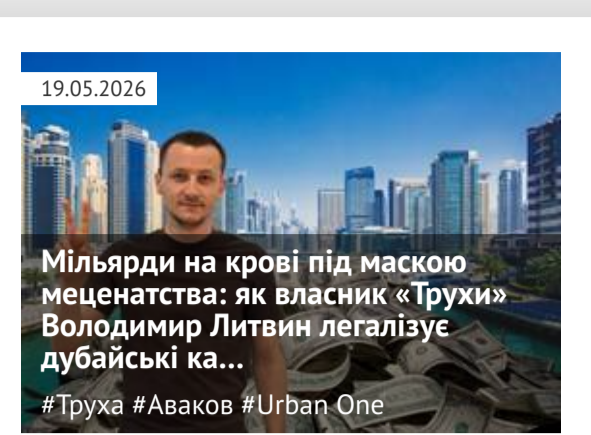 19.05.2026
Мільярди на крові під маскою
меценатства: як власник «Трухи»
Володимир Литвин легалізує
дубайські ка...
#Труха #Аваков #Urban One